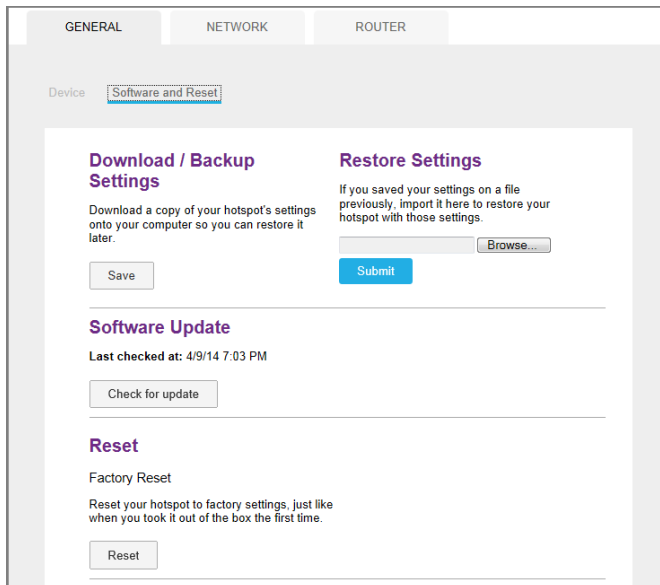 GENERAL
NETWORK
ROUTER
Device
Software and Reset
Download / Backup
Settings
Download a copy of your hotspot's settings
onto your computer so you can restore it
later.
Save
Restore Settings
If you saved your settings on a file
previously, import it here to restore your
hotspot with those settings.
Browse...
Submit
Software Update
Last checked at: 4/9/14 7:03 PM
Check for update
Reset
Factory Reset
Reset your hotspot to factory settings, just like
when you took it out of the box the first time.
Reset